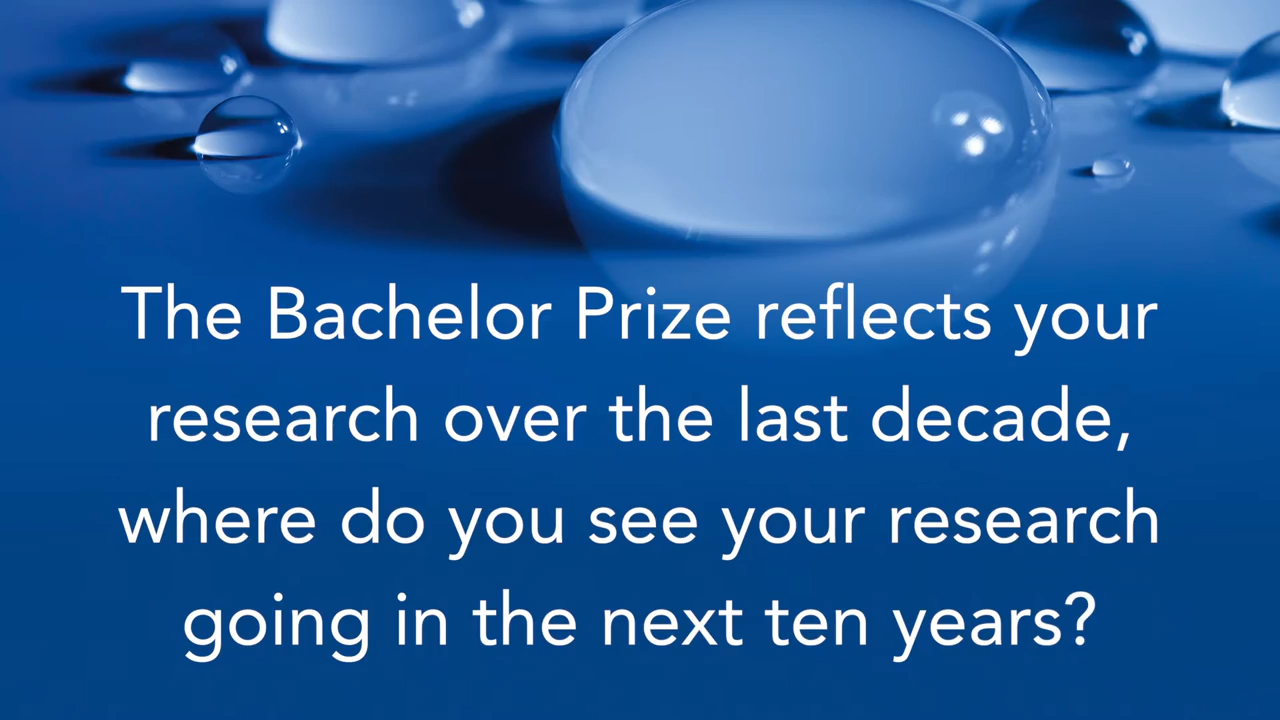 The Bachelor Prize reflects your
research over the last decade,
where do you see your research
going in the next ten years?